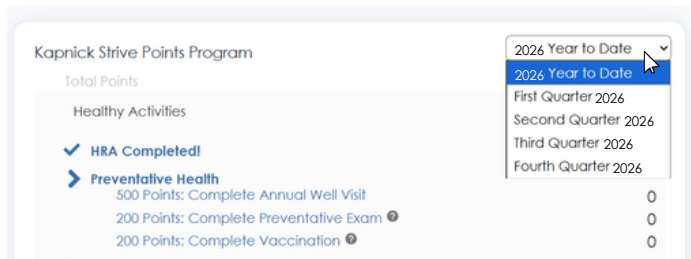 Kapnick Strive Points Program
2026 Year to Date
Total Points
2026 Year to Date
First Quarter 2026
Second Quarter 2026
Third Quarter 2026
Fourth Quarter 2026
Healthy Activities
HRA Completed!
Preventative Health
500 Points: Complete Annual Well Visit 0
200 Points: Complete Preventative Exam ? 0
200 Points: Complete Vaccination ? 0